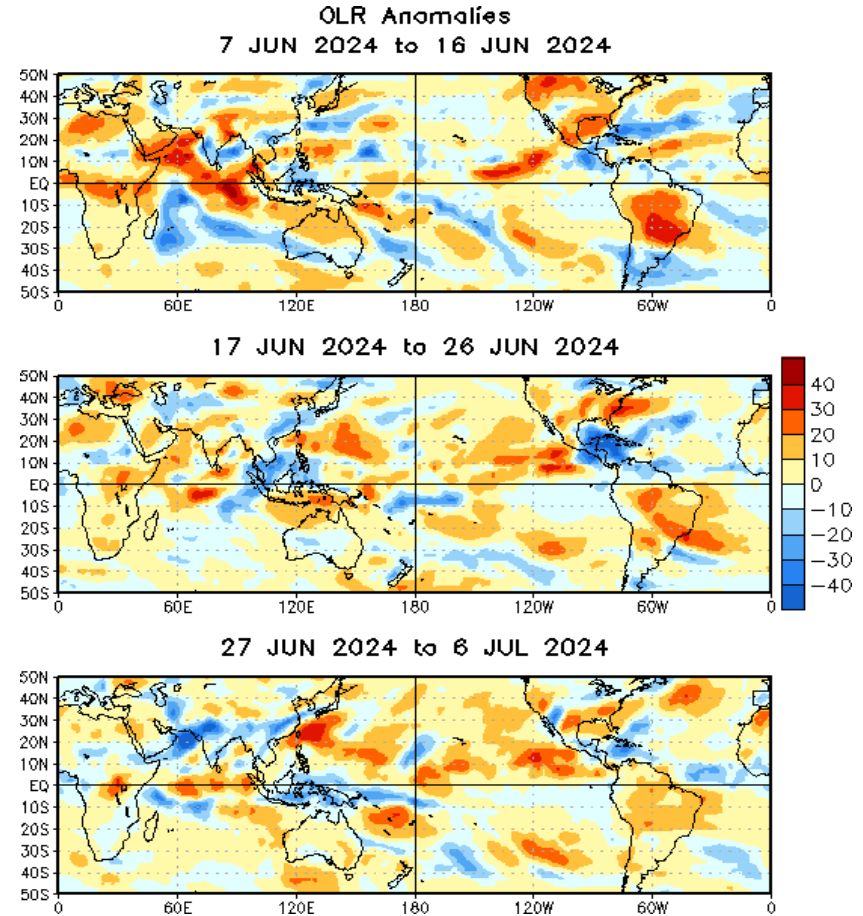 OLR Anomalies
7 JUN 2024 to 16 JUN 2024
50N
40N
30N
20N
10N
EQ
10S
20S
30S
40S
50S
0 60E 120E 180 120W 60W 0
17 JUN 2024 to 26 JUN 2024
50N
40N
30N
20N
10N
EQ
10S
20S
30S
40S
50S
0 60E 120E 180 120W 60W 0
40
30
20
10
0
-10
-20
-30
-40
27 JUN 2024 to 6 JUL 2024
50N
40N
30N
20N
10N
EQ
10S
20S
30S
40S
50S
0 60E 120E 180 120W 60W 0